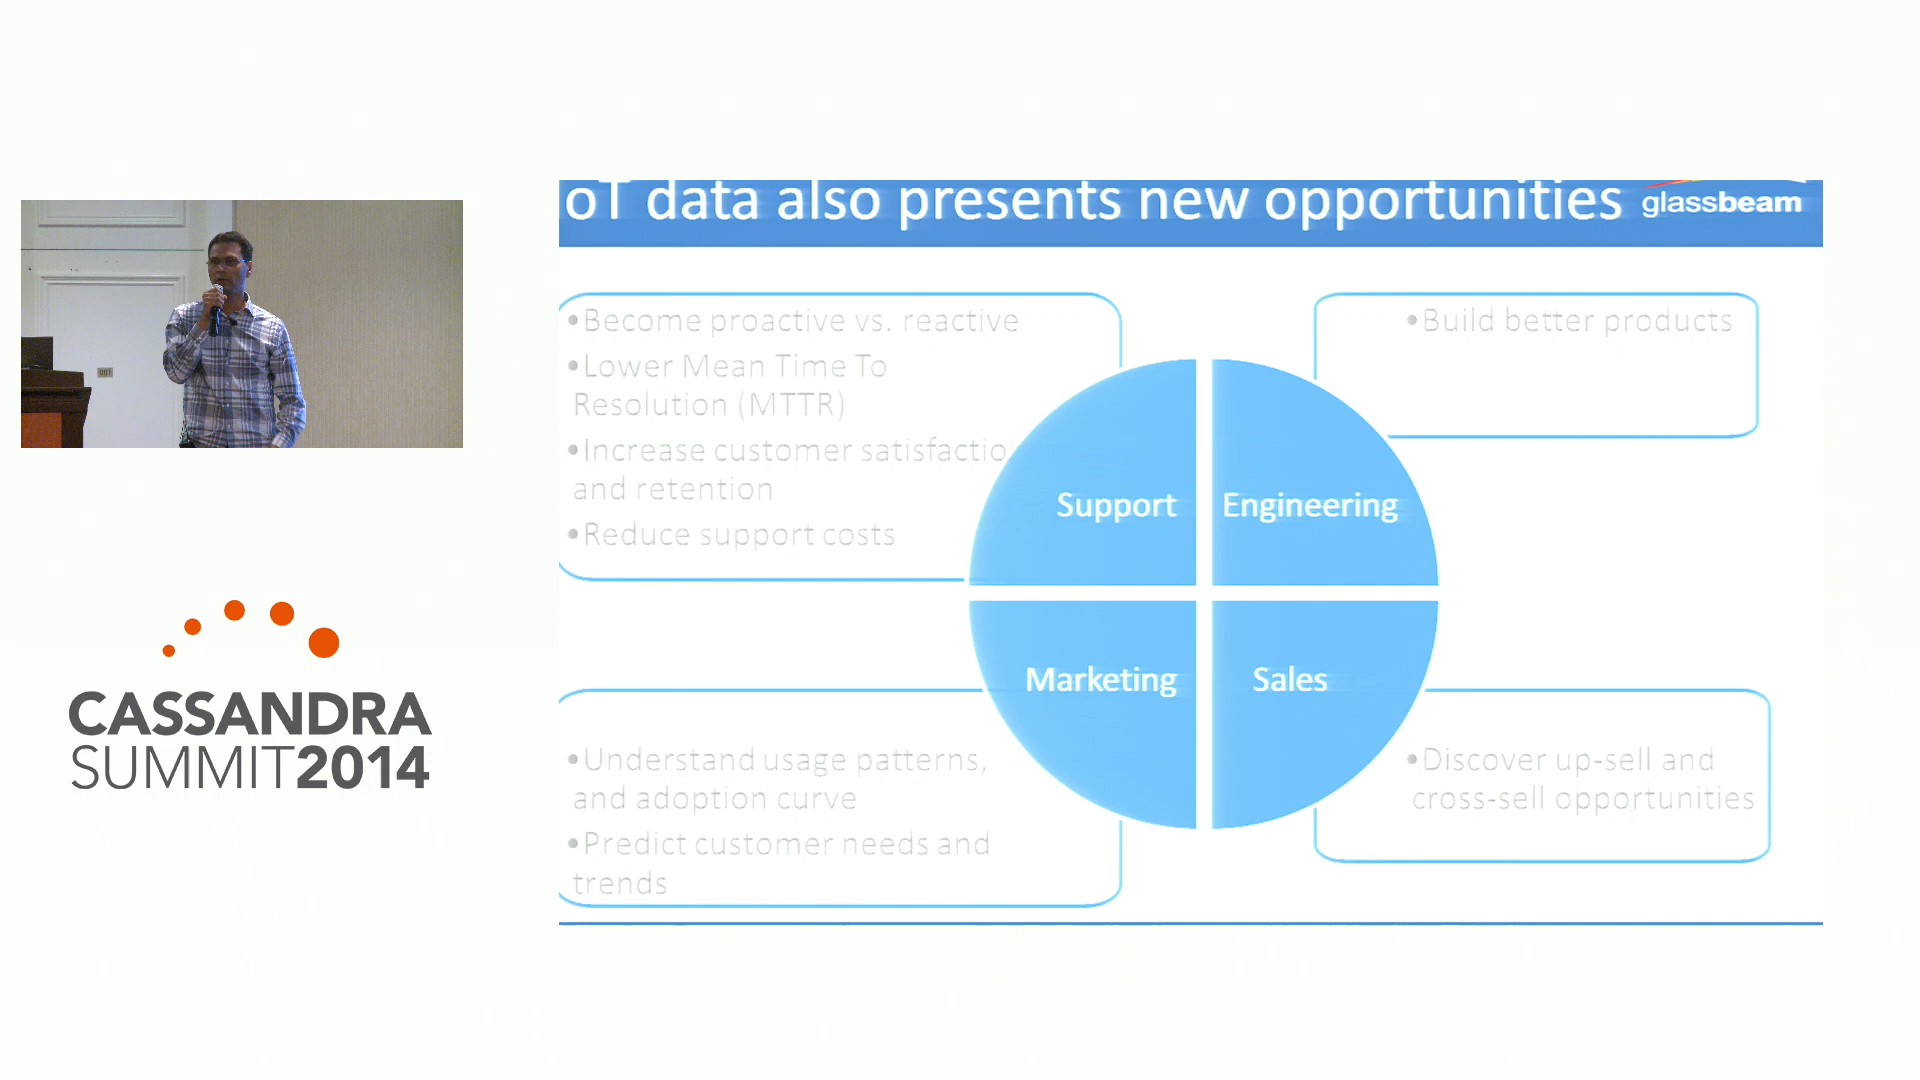 oT data also presents new opportunities
glassbeam
•Become proactive vs. reactive
•Lower Mean Time To
Resolution (MTTR)
•Increase customer satisfactio
and retention
•Reduce support costs
•Build better products
Support
Engineering
Marketing
Sales
•Understand usage patterns,
and adoption curve
•Predict customer needs and
trends
•Discover up-sell and
cross-sell opportunities
CASSANDRA
SUMMIT2014